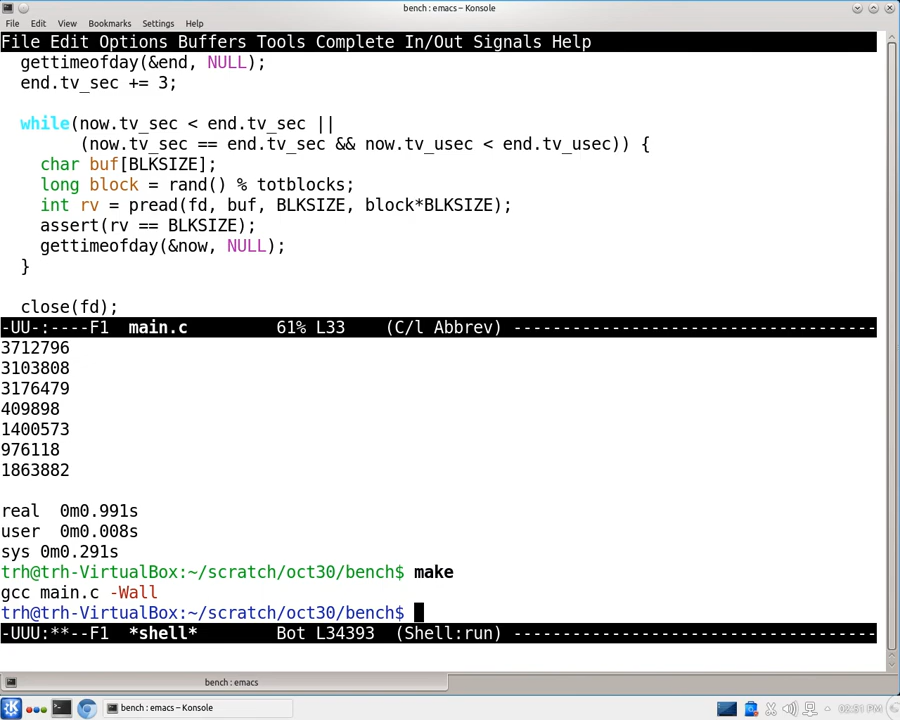 bench : emacs – Konsole
File Edit View Bookmarks Settings Help
File Edit Options Buffers Tools Complete In/Out Signals Help
gettimeofday(&end, NULL);
end.tv_sec += 3;
while(now.tv_sec < end.tv_sec ||
(now.tv_sec == end.tv_sec && now.tv_usec < end.tv_usec)) {
char buf[BLKSIZE];
long block = rand() % totblocks;
int rv = pread(fd, buf, BLKSIZE, block*BLKSIZE);
assert(rv == BLKSIZE);
gettimeofday(&now, NULL);
}
close(fd);
-UU-:----F1 main.c 61% L33 (C/l Abbrev) -------------------------------------
3712796
3103808
3176479
409898
1400573
976118
1863882
real 0m0.991s
user 0m0.008s
sys 0m0.291s
trh@trh-VirtualBox:~/scratch/oct30/bench$ make
gcc main.c -Wall
trh@trh-VirtualBox:~/scratch/oct30/bench$
-UUU:**--F1 *shell* Bot L34393 (Shell:run) -------------------------------------
bench : emacs
bench : emacs – Konsole
02:51 PM